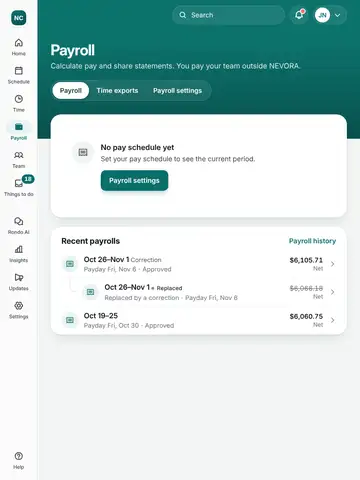 NC
Search
JN
Home
Schedule
Time
Payroll
Team
18
Things to do
Rondo AI
Insights
Updates
Settings
Help
Payroll
Calculate pay and share statements. You pay your team outside NEVORA.
Payroll
Time exports
Payroll settings
No pay schedule yet
Set your pay schedule to see the current period.
Payroll settings
Recent payrolls
Payroll history
Oct 26–Nov 1 Correction
$6,105.71
Payday Fri, Nov 6 · Approved
Net
Oct 26–Nov 1 Replaced
$6,066.18
Replaced by a correction · Payday Fri, Nov 6
Net
Oct 19–25
$6,060.75
Payday Fri, Oct 30 · Approved
Net